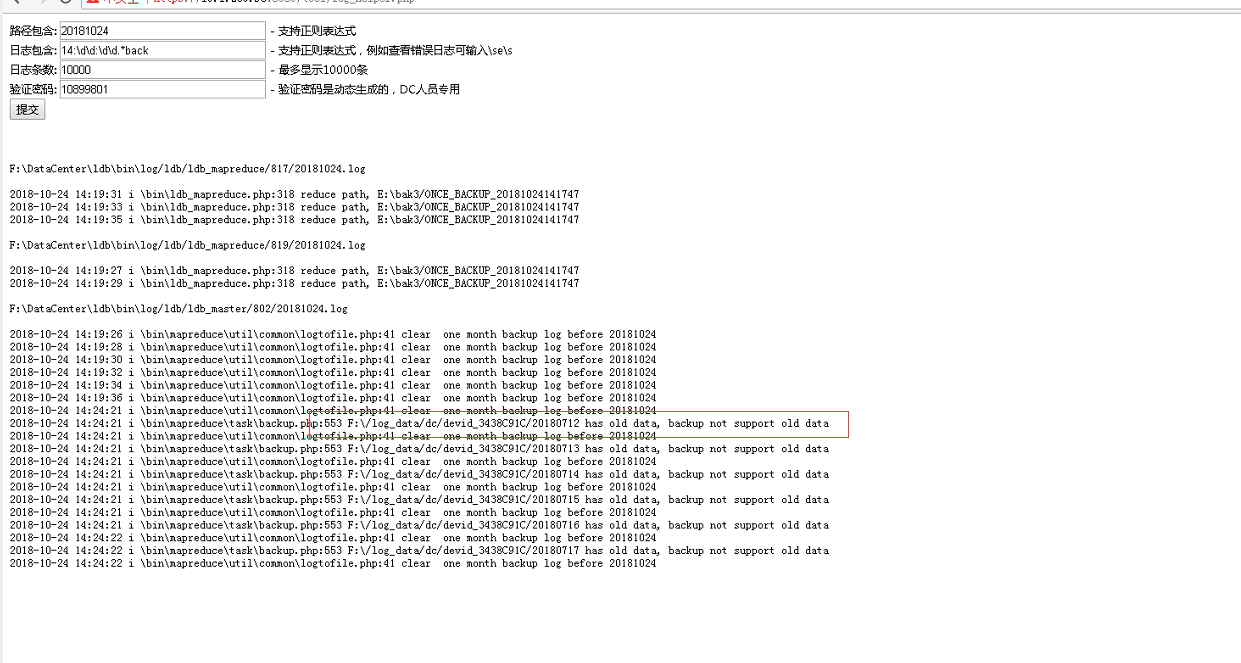 路径包含: 20181024 - 支持正则表达式
日志包含: 14:\d\d:\d\d.*back - 支持正则表达式，例如查看错误日志可输入\se\s
日志条数: 10000 - 最多显示10000条
验证密码: 10899801 - 验证密码是动态生成的，DC人员专用
提交
F:\DataCenter\ldb\bin\log/ldb/ldb_mapreduce/817/20181024.log
2018-10-24 14:19:31 i \bin\ldb_mapreduce.php:318 reduce path, E:\bak3/ONCE_BACKUP_20181024141747
2018-10-24 14:19:33 i \bin\ldb_mapreduce.php:318 reduce path, E:\bak3/ONCE_BACKUP_20181024141747
2018-10-24 14:19:35 i \bin\ldb_mapreduce.php:318 reduce path, E:\bak3/ONCE_BACKUP_20181024141747
F:\DataCenter\ldb\bin\log/ldb/ldb_mapreduce/819/20181024.log
2018-10-24 14:19:27 i \bin\ldb_mapreduce.php:318 reduce path, E:\bak3/ONCE_BACKUP_20181024141747
2018-10-24 14:19:29 i \bin\ldb_mapreduce.php:318 reduce path, E:\bak3/ONCE_BACKUP_20181024141747
F:\DataCenter\ldb\bin\log/ldb/ldb_master/802/20181024.log
2018-10-24 14:19:26 i \bin\mapreduce\util\common\logtofile.php:41 clear  one month backup log before 20181024
2018-10-24 14:19:28 i \bin\mapreduce\util\common\logtofile.php:41 clear  one month backup log before 20181024
2018-10-24 14:19:30 i \bin\mapreduce\util\common\logtofile.php:41 clear  one month backup log before 20181024
2018-10-24 14:19:32 i \bin\mapreduce\util\common\logtofile.php:41 clear  one month backup log before 20181024
2018-10-24 14:19:34 i \bin\mapreduce\util\common\logtofile.php:41 clear  one month backup log before 20181024
2018-10-24 14:19:36 i \bin\mapreduce\util\common\logtofile.php:41 clear  one month backup log before 20181024
2018-10-24 14:24:21 i \bin\mapreduce\util\common\logtofile.php:41 clear  one month backup log before 20181024
2018-10-24 14:24:21 i \bin\mapreduce\task\backup.php:553 F:\/log_data/dc/devid_3438C91C/20180712 has old data, backup not support old data
2018-10-24 14:24:21 i \bin\mapreduce\util\common\logtofile.php:41 clear  one month backup log before 20181024
2018-10-24 14:24:21 i \bin\mapreduce\task\backup.php:553 F:\/log_data/dc/devid_3438C91C/20180713 has old data, backup not support old data
2018-10-24 14:24:21 i \bin\mapreduce\util\common\logtofile.php:41 clear  one month backup log before 20181024
2018-10-24 14:24:21 i \bin\mapreduce\task\backup.php:553 F:\/log_data/dc/devid_3438C91C/20180714 has old data, backup not support old data
2018-10-24 14:24:21 i \bin\mapreduce\util\common\logtofile.php:41 clear  one month backup log before 20181024
2018-10-24 14:24:21 i \bin\mapreduce\task\backup.php:553 F:\/log_data/dc/devid_3438C91C/20180715 has old data, backup not support old data
2018-10-24 14:24:21 i \bin\mapreduce\util\common\logtofile.php:41 clear  one month backup log before 20181024
2018-10-24 14:24:21 i \bin\mapreduce\task\backup.php:553 F:\/log_data/dc/devid_3438C91C/20180716 has old data, backup not support old data
2018-10-24 14:24:22 i \bin\mapreduce\util\common\logtofile.php:41 clear  one month backup log before 20181024
2018-10-24 14:24:22 i \bin\mapreduce\task\backup.php:553 F:\/log_data/dc/devid_3438C91C/20180717 has old data, backup not support old data
2018-10-24 14:24:22 i \bin\mapreduce\util\common\logtofile.php:41 clear  one month backup log before 20181024